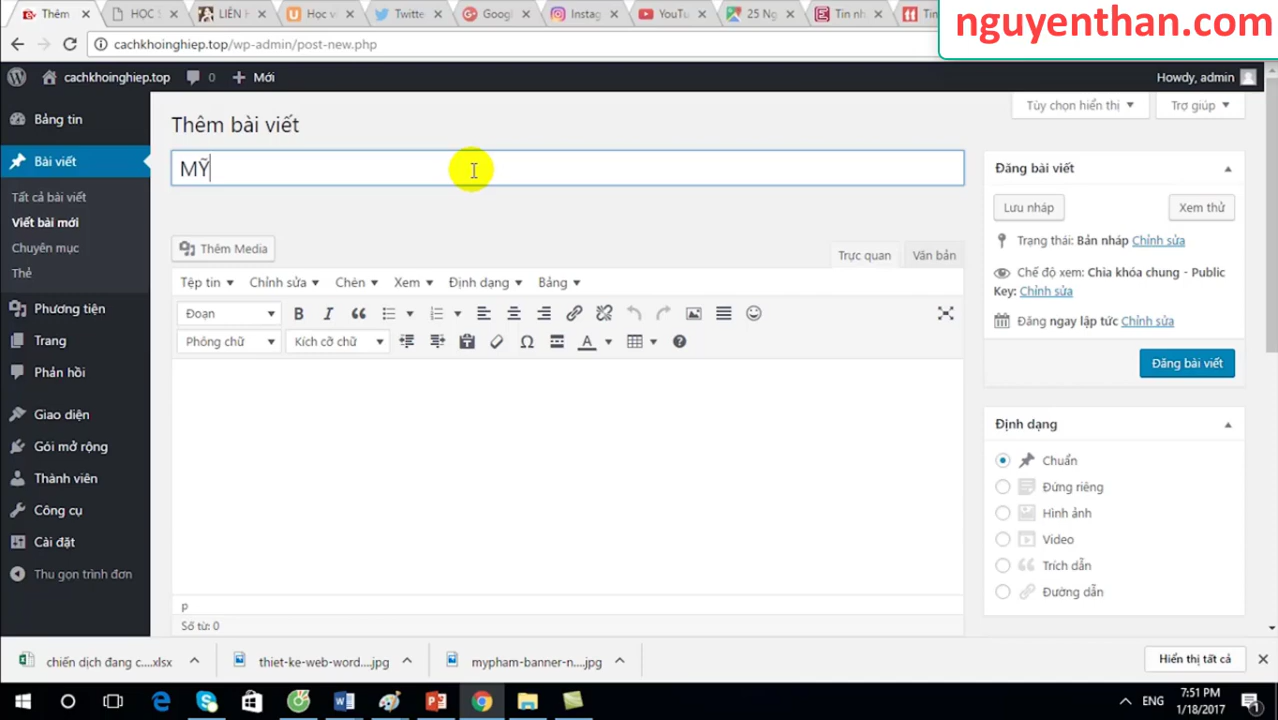 Thêm
HỌC S
LIÊN H
Học v
Twitte
Googl
Instag
YouTu
25 Ng
Tin nh
Tin
nguyenthan.com
cachkhoinghiep.top/wp-admin/post-new.php
cachkhoinghiep.top
0
Mới
Howdy, admin
Tùy chọn hiển thị
Trợ giúp
Bảng tin
Bài viết
Tất cả bài viết
Viết bài mới
Chuyên mục
Thẻ
Phương tiện
Trang
Phản hồi
Giao diện
Gói mở rộng
Thành viên
Công cụ
Cài đặt
Thu gọn trình đơn
Thêm bài viết
MỸ
Thêm Media
Trực quan
Văn bản
Tệp tin
Chỉnh sửa
Chèn
Xem
Định dạng
Bảng
Đoạn
Phông chữ
Kích cỡ chữ
p
Số từ: 0
Đăng bài viết
Lưu nháp
Xem thử
Trạng thái: Bản nháp Chỉnh sửa
Chế độ xem: Chia khóa chung - Public
Key: Chỉnh sửa
Đăng ngay lập tức Chỉnh sửa
Đăng bài viết
Định dạng
Chuẩn
Đứng riêng
Hình ảnh
Video
Trích dẫn
Đường dẫn
chiến dịch đang c....xlsx
thiet-ke-web-word....jpg
mypham-banner-n....jpg
Hiển thị tất cả
ENG
7:51 PM
1/18/2017